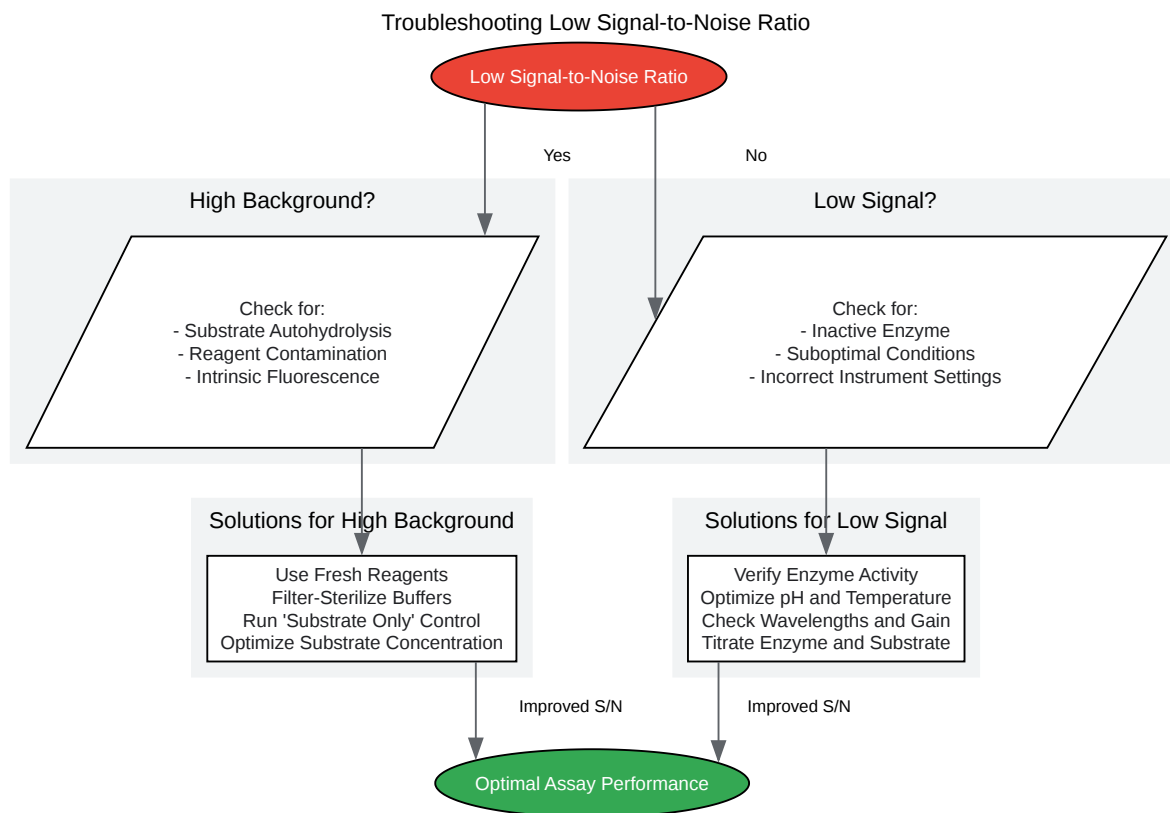 Troubleshooting Low Signal-to-Noise Ratio
Low Signal-to-Noise Ratio
Yes
No
High Background?
Check for:
- Substrate Autohydrolysis
- Reagent Contamination
- Intrinsic Fluorescence
Low Signal?
Check for:
- Inactive Enzyme
- Suboptimal Conditions
- Incorrect Instrument Settings
Solutions for High Background
Use Fresh Reagents
Filter-Sterilize Buffers
Run 'Substrate Only' Control
Optimize Substrate Concentration
Solutions for Low Signal
Verify Enzyme Activity
Optimize pH and Temperature
Check Wavelengths and Gain
Titrate Enzyme and Substrate
Improved S/N
Improved S/N
Optimal Assay Performance